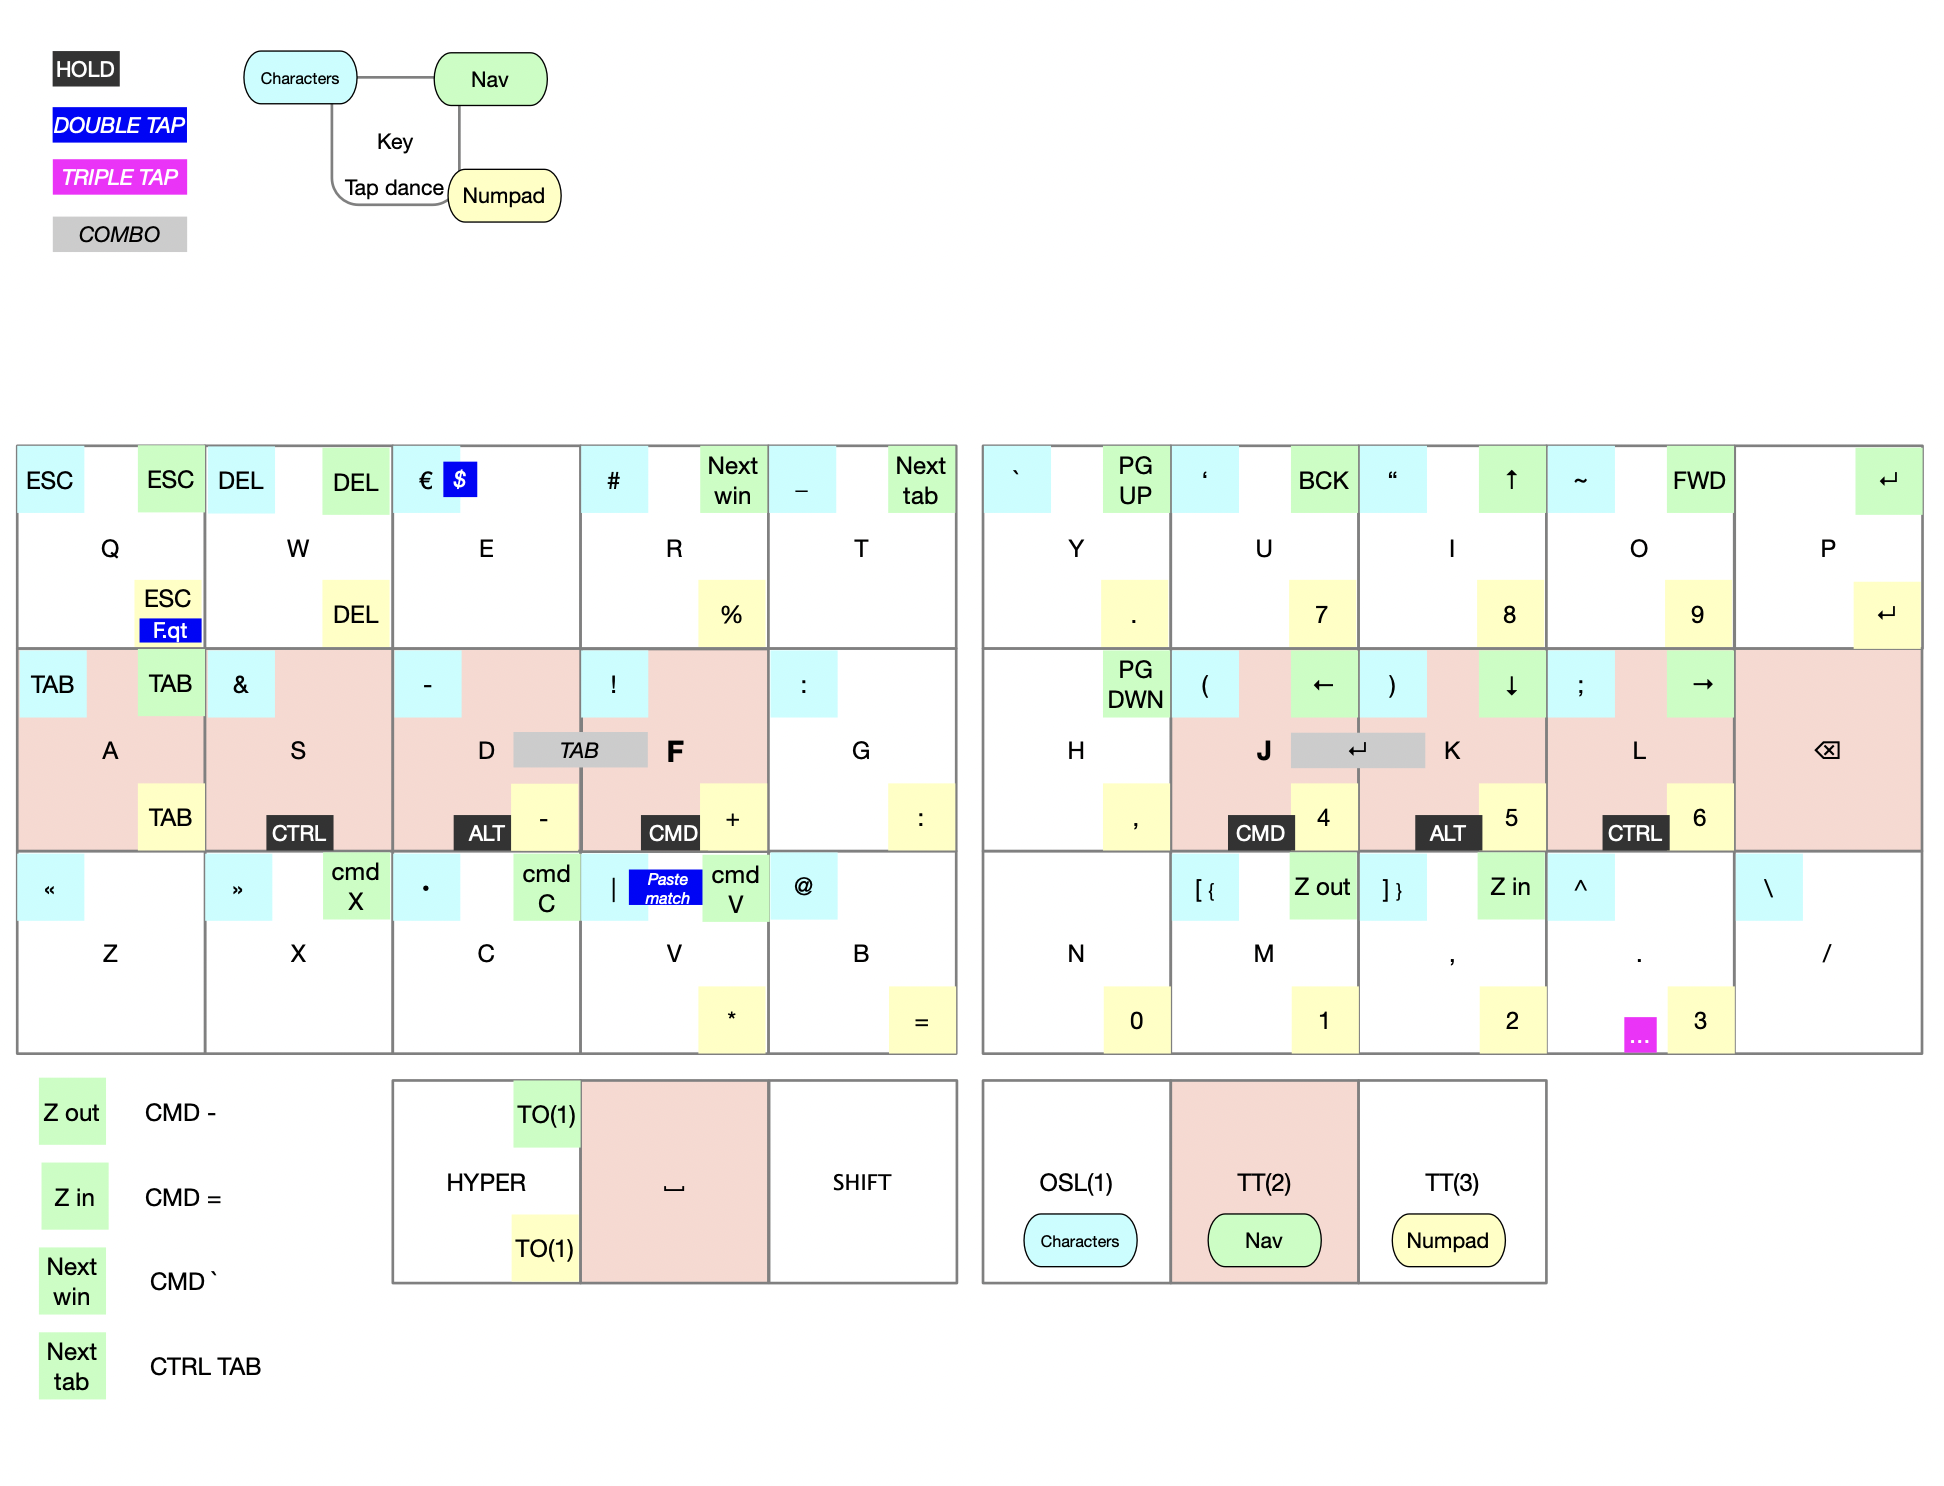 HOLD
DOUBLE TAP
TRIPLE TAP
COMBO
Characters
Nav
Key
Tap dance
Numpad
ESC ESC DEL DEL € $ # Next win _ Next tab
Q W E R T
ESC F.qt DEL %
` PG UP ‘ BCK “ ↑ ~ FWD ↵
Y U I O P
. 7 8 9 ↵
TAB TAB & - ! :
A S D TAB F G
TAB CTRL ALT - CMD + :
PG DWN ( ← ) ↓ ; →
H J ↵ K L ⌫
, CMD 4 ALT 5 CTRL 6
« » cmd X • cmd C | Paste match cmd V @
Z X C V B
* =
[ { Z out ] } Z in ^ \
N M , . /
0 1 2 ... 3
TO(1)
HYPER ⎵ SHIFT
TO(1)
OSL(1) TT(2) TT(3)
Characters Nav Numpad
Z out CMD -
Z in CMD =
Next win CMD `
Next tab CTRL TAB